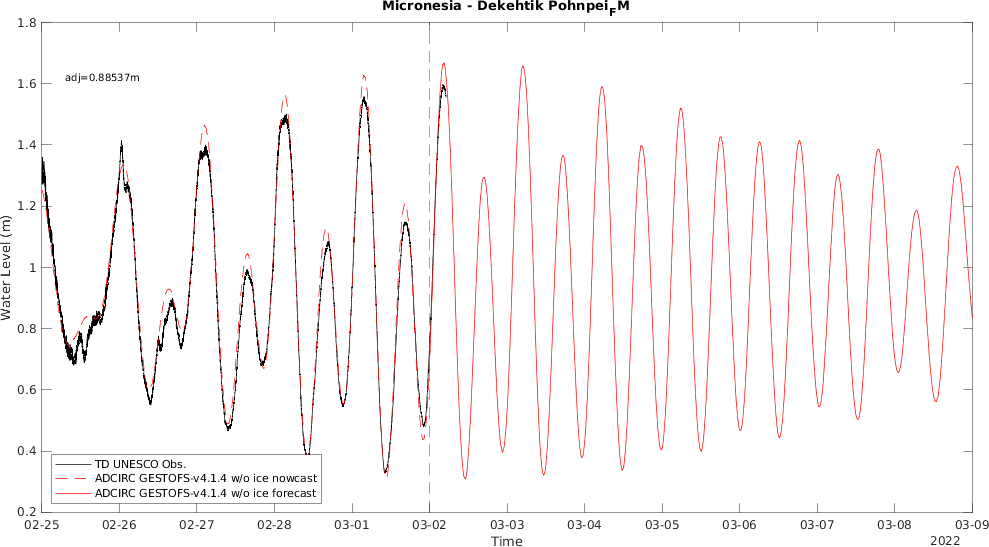 Micronesia - Dekehtik PohnpeiFM
1.8
1.6
1.4
1.2
1
0.8
0.6
0.4
0.2
Water Level (m)
adj=0.88537m
TD UNESCO Obs.
ADCIRC GESTOFS-v4.1.4 w/o ice nowcast
ADCIRC GESTOFS-v4.1.4 w/o ice forecast
02-25 02-26 02-27 02-28 03-01 03-02 03-03 03-04 03-05 03-06 03-07 03-08 03-09
Time
2022